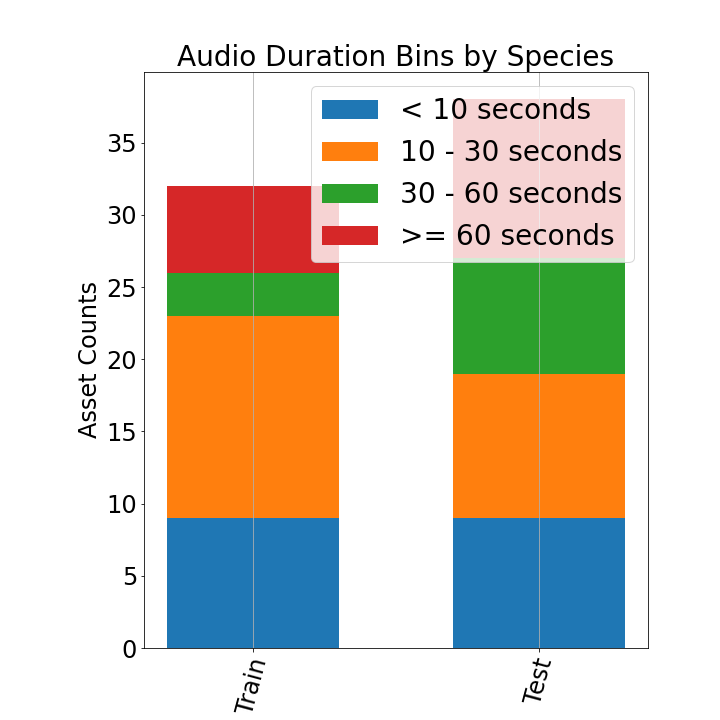 Audio Duration Bins by Species
< 10 seconds
10 - 30 seconds
30 - 60 seconds
>= 60 seconds
Asset Counts
35
30
25
20
15
10
5
0
Train
Test